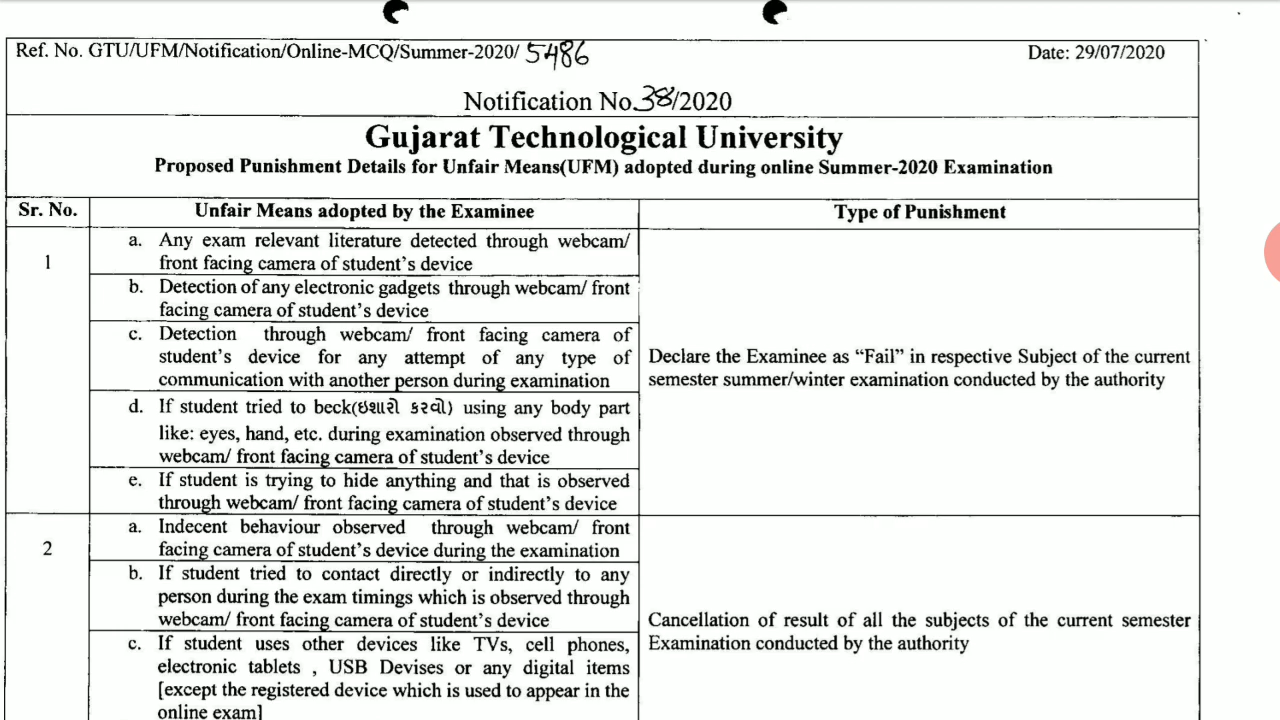 Ref. No. GTU/UFM/Notification/Online-MCQ/Summer-2020/ 5486
Date: 29/07/2020
Notification No.38/2020
Gujarat Technological University
Proposed Punishment Details for Unfair Means(UFM) adopted during online Summer-2020 Examination
Sr. No.
Unfair Means adopted by the Examinee
Type of Punishment
1
a. Any exam relevant literature detected through webcam/
front facing camera of student's device
b. Detection of any electronic gadgets through webcam/ front
facing camera of student's device
c. Detection through webcam/ front facing camera of
student's device for any attempt of any type of
communication with another person during examination
d. If student tried to beck(ઇશારો કરવો) using any body part
like: eyes, hand, etc. during examination observed through
webcam/ front facing camera of student's device
e. If student is trying to hide anything and that is observed
through webcam/ front facing camera of student's device
Declare the Examinee as “Fail” in respective Subject of the current
semester summer/winter examination conducted by the authority
2
a. Indecent behaviour observed through webcam/ front
facing camera of student's device during the examination
b. If student tried to contact directly or indirectly to any
person during the exam timings which is observed through
webcam/ front facing camera of student's device
c. If student uses other devices like TVs, cell phones,
electronic tablets , USB Devises or any digital items
[except the registered device which is used to appear in the
online exam]
Cancellation of result of all the subjects of the current semester
Examination conducted by the authority